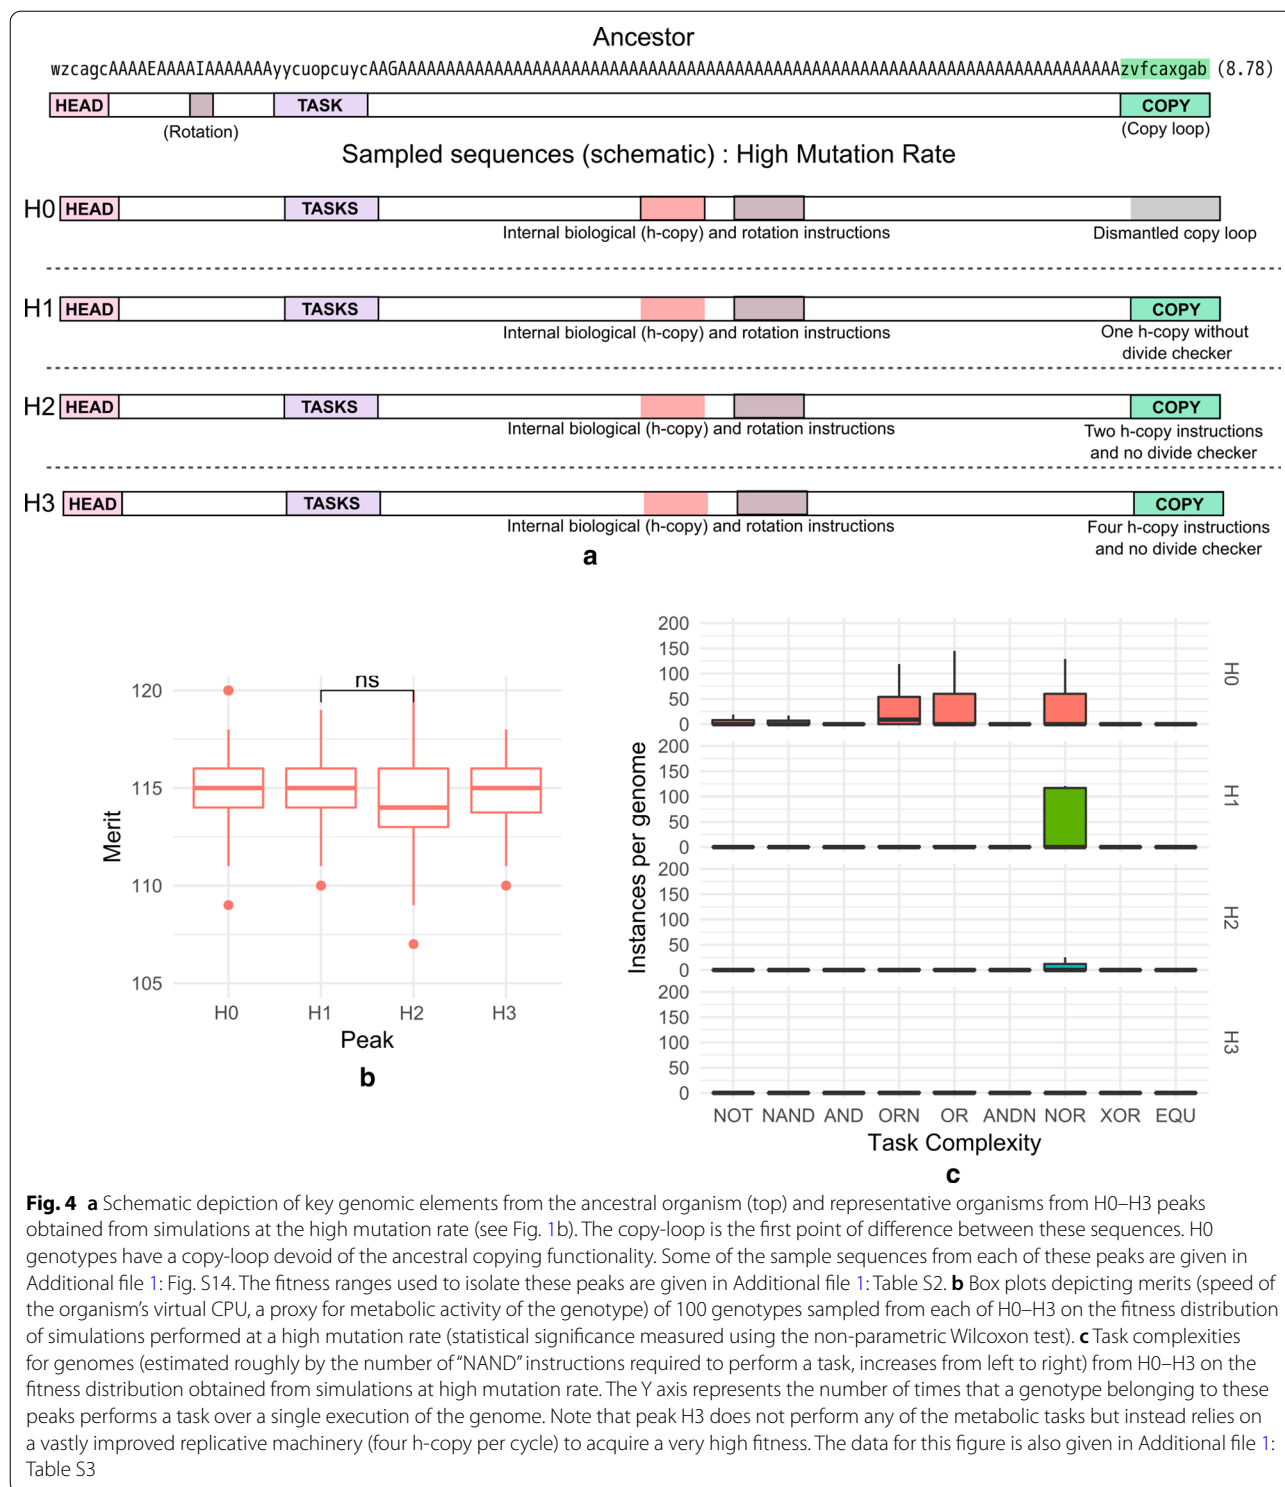 Ancestor
wzcagcAAAAEAAAAIAAAAAAAyycuopcuycAAGAAAAAAAAAAAAAAAAAAAAAAAAAAAAAAAAAAAAAAAAAAAAAAAAAAAAAAAAAAAAAAAAAAAAAAAAAAzvfcaxgab (8.78)
HEAD TASK COPY
(Rotation) (Copy loop)
Sampled sequences (schematic) : High Mutation Rate
H0 HEAD TASKS
Internal biological (h-copy) and rotation instructions Dismantled copy loop
H1 HEAD TASKS COPY
Internal biological (h-copy) and rotation instructions One h-copy without
divide checker
H2 HEAD TASKS COPY
Internal biological (h-copy) and rotation instructions Two h-copy instructions
and no divide checker
H3 HEAD TASKS COPY
Internal biological (h-copy) and rotation instructions Four h-copy instructions
and no divide checker
a
ns
120
115
110
105
Merit
H0 H1 H2 H3
Peak
b
200
150
100
50
0
H0
200
150
100
50
0
H1
200
150
100
50
0
H2
200
150
100
50
0
H3
Instances per genome
NOT NAND AND ORN OR ANDN NOR XOR EQU
Task Complexity
c
Fig. 4 a Schematic depiction of key genomic elements from the ancestral organism (top) and representative organisms from H0–H3 peaks
obtained from simulations at the high mutation rate (see Fig. 1b). The copy-loop is the first point of difference between these sequences. H0
genotypes have a copy-loop devoid of the ancestral copying functionality. Some of the sample sequences from each of these peaks are given in
Additional file 1: Fig. S14. The fitness ranges used to isolate these peaks are given in Additional file 1: Table S2. b Box plots depicting merits (speed of
the organism's virtual CPU, a proxy for metabolic activity of the genotype) of 100 genotypes sampled from each of H0–H3 on the fitness distribution
of simulations performed at a high mutation rate (statistical significance measured using the non-parametric Wilcoxon test). c Task complexities
for genomes (estimated roughly by the number of “NAND” instructions required to perform a task, increases from left to right) from H0–H3 on the
fitness distribution obtained from simulations at high mutation rate. The Y axis represents the number of times that a genotype belonging to these
peaks performs a task over a single execution of the genome. Note that peak H3 does not perform any of the metabolic tasks but instead relies on
a vastly improved replicative machinery (four h-copy per cycle) to acquire a very high fitness. The data for this figure is also given in Additional file 1:
Table S3